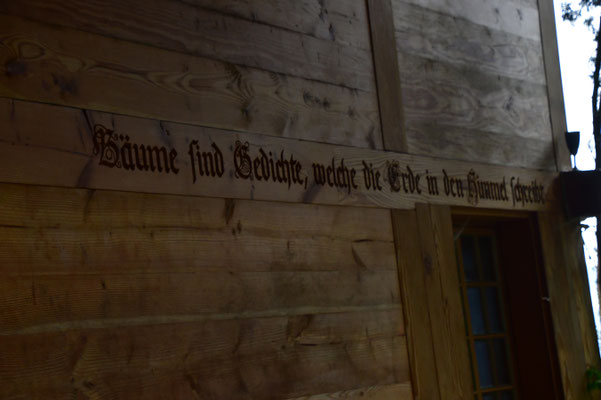 Bäume sind Gedichte, welche die Erde in den Himmel schreibt